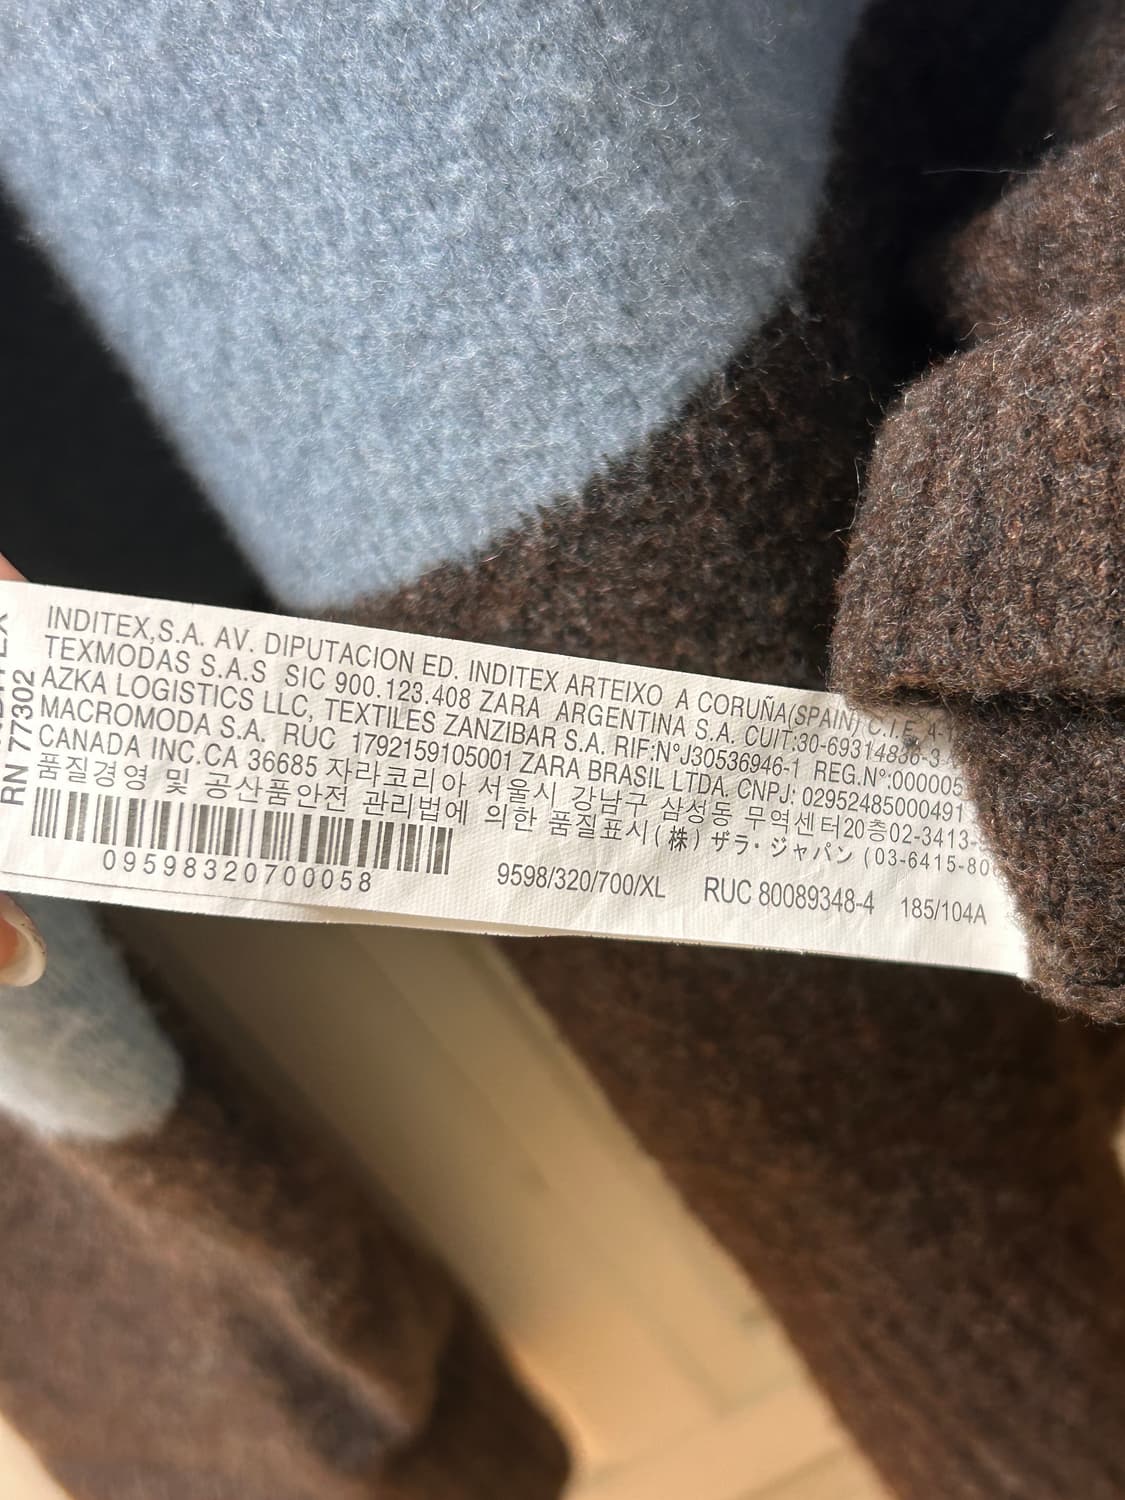 INDITEX,S.A. AV. DIPUTACION ED. INDITEX ARTEIXO A CORUÑA(SPAIN) C.I.F. A-1
TEXMODAS S.A.S SIC 900.123.408 ZARA ARGENTINA S.A. CUIT:30-69314836-3
AZKA LOGISTICS LLC, TEXTILES ZANZIBAR S.A. RIF:NºJ30536946-1 REG.Nº:000005
MACROMODA S.A. RUC 1792159105001 ZARA BRASIL LTDA. CNPJ: 02952485000491
CANADA INC.CA 36685 자라코리아 서울시 강남구 삼성동 무역센터20층02-3413-
품질경영 및 공산품안전 관리법에 의한 품질표시(株) ザラ・ジャパン (03-6415-80
09598320700058
9598/320/700/XL RUC 80089348-4 185/104A
RN 77302